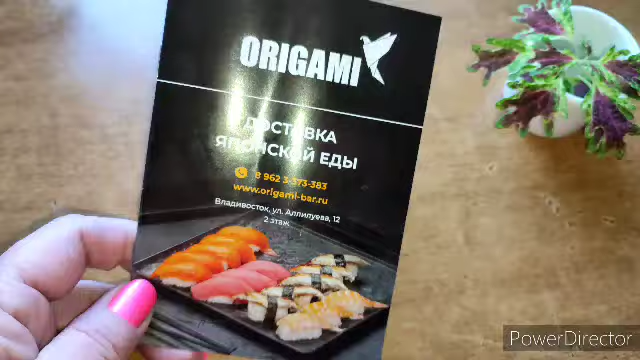 ORIGAMI
ДОСТАВКА
ЯПОНСКОЙ ЕДЫ
8 962 3-373-383
www.origami-bar.ru
Владивосток, ул. Аллилуева, 12
2 этаж
PowerDirector